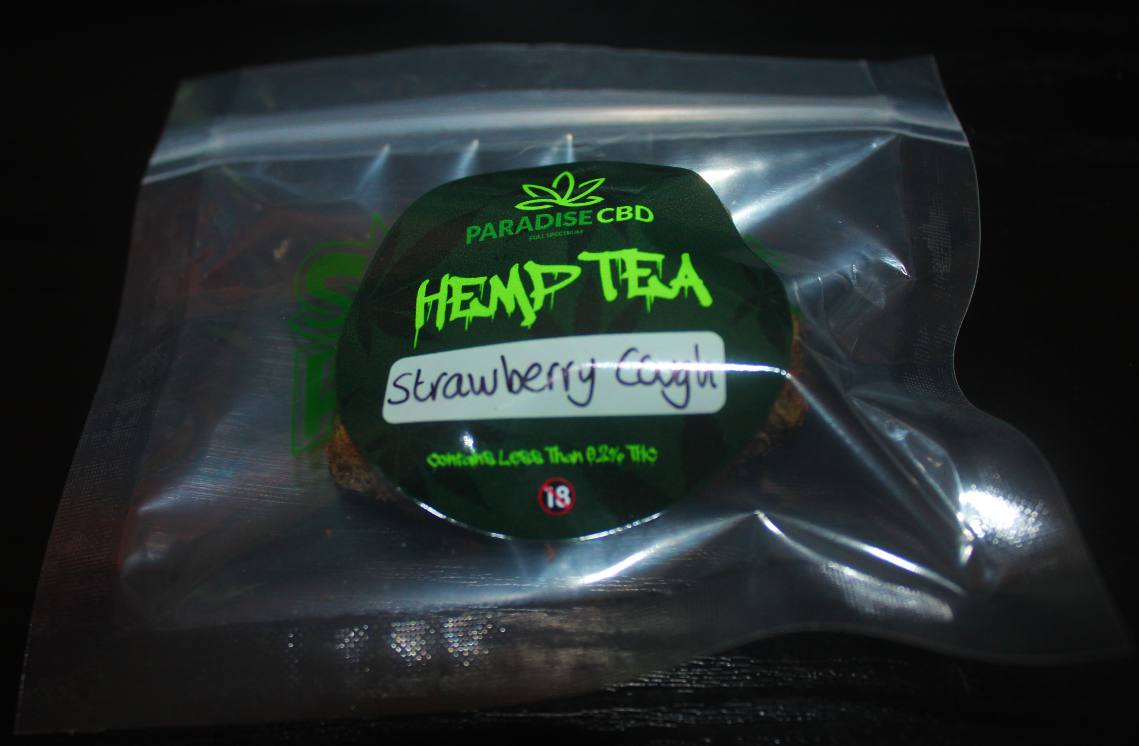 PARADISE CBD
FULL SPECTRUM
HEMP TEA
Strawberry Cough
Contains Less Than 0.2% THC
18